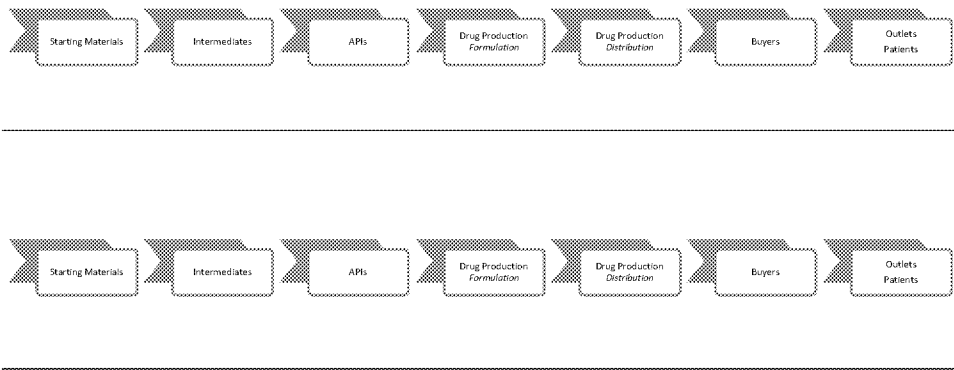 Starting Materials
Intermediates
APIs
Drug Production
Formulation
Drug Production
Distribution
Buyers
Outlets
Patients
Starting Materials
Intermediates
APIs
Drug Production
Formulation
Drug Production
Distribution
Buyers
Outlets
Patients